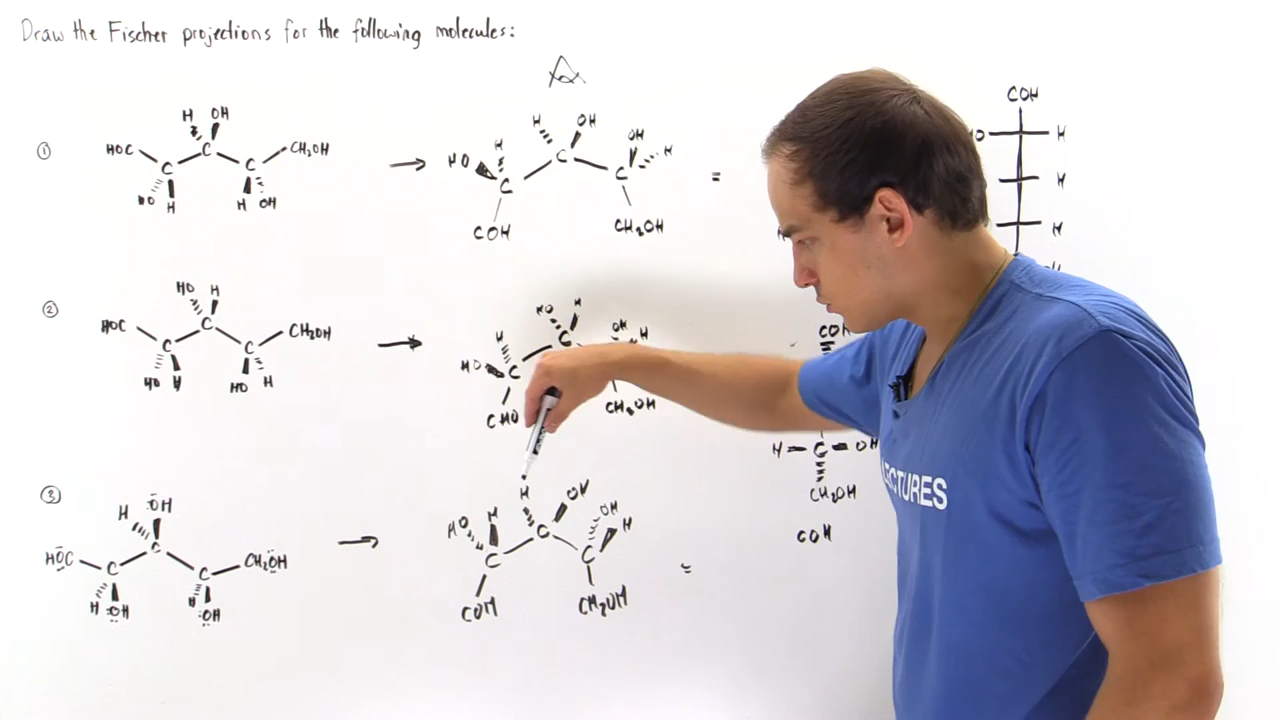 Draw the Fischer projections for the following molecules:
① HOC C C C CH₂OH
H OH
HO H H OH
→
H OH
HO H C OH H
C C
COH CH₂OH
=
COH
H
H
H
② HOC C C C CH₂OH
HO H
HO H HO H
→
HO H
H C OH H
HO C
CHO CH₂OH
COH
H C OH
CH₂OH
COH
③ HOC C C C CH₂OH
H OH
H OH H OH
→
H OH
HO H C OH H
C C
COH CH₂OH
=
LECTURES